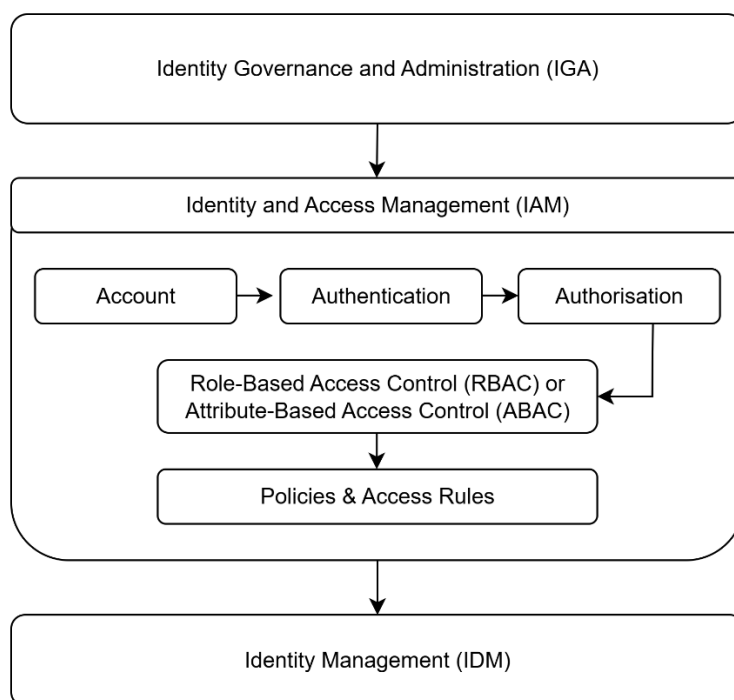 Identity Governance and Administration (IGA)
Identity and Access Management (IAM)
Account
Authentication
Authorisation
Role-Based Access Control (RBAC) or
Attribute-Based Access Control (ABAC)
Policies & Access Rules
Identity Management (IDM)